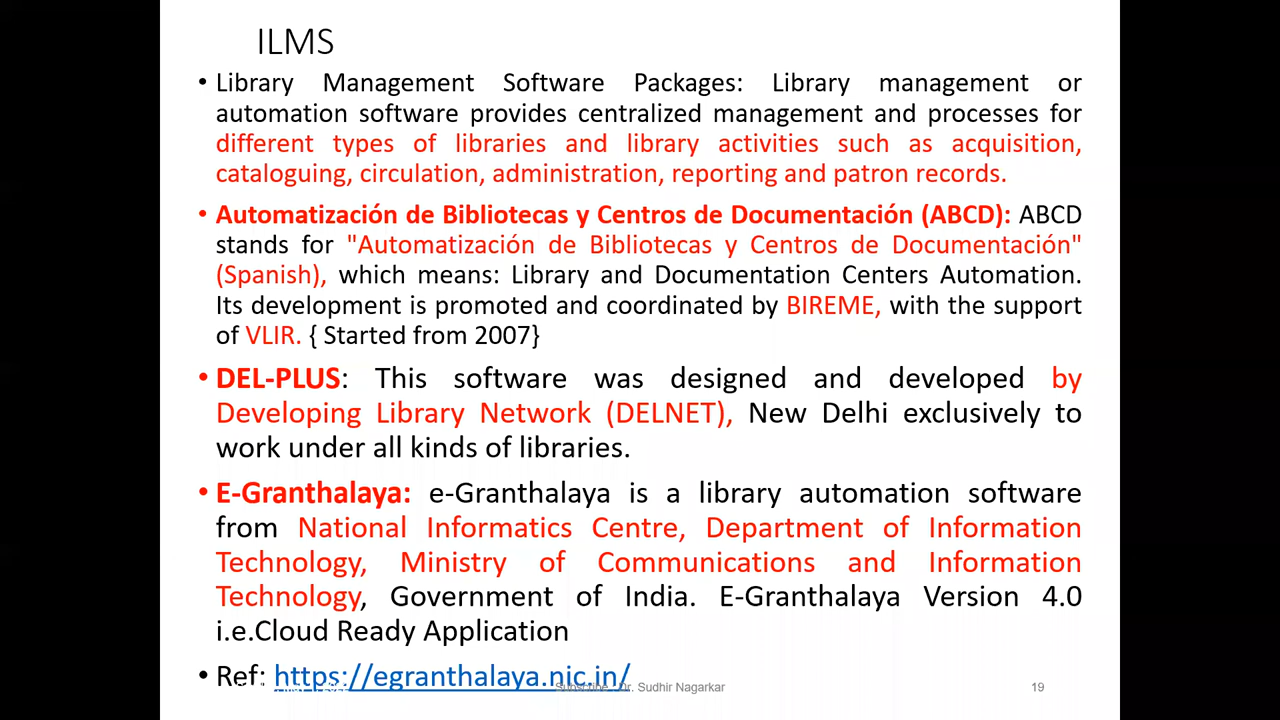 ILMS
• Library Management Software Packages: Library management or
automation software provides centralized management and processes for
different types of libraries and library activities such as acquisition,
cataloguing, circulation, administration, reporting and patron records.
• Automatización de Bibliotecas y Centros de Documentación (ABCD): ABCD
stands for "Automatización de Bibliotecas y Centros de Documentación"
(Spanish), which means: Library and Documentation Centers Automation.
Its development is promoted and coordinated by BIREME, with the support
of VLIR. { Started from 2007}
• DEL-PLUS: This software was designed and developed by
Developing Library Network (DELNET), New Delhi exclusively to
work under all kinds of libraries.
• E-Granthalaya: e-Granthalaya is a library automation software
from National Informatics Centre, Department of Information
Technology, Ministry of Communications and Information
Technology, Government of India. E-Granthalaya Version 4.0
i.e.Cloud Ready Application
• Ref: https://egranthalaya.nic.in/
Subscribe Dr. Sudhir Nagarkar 19